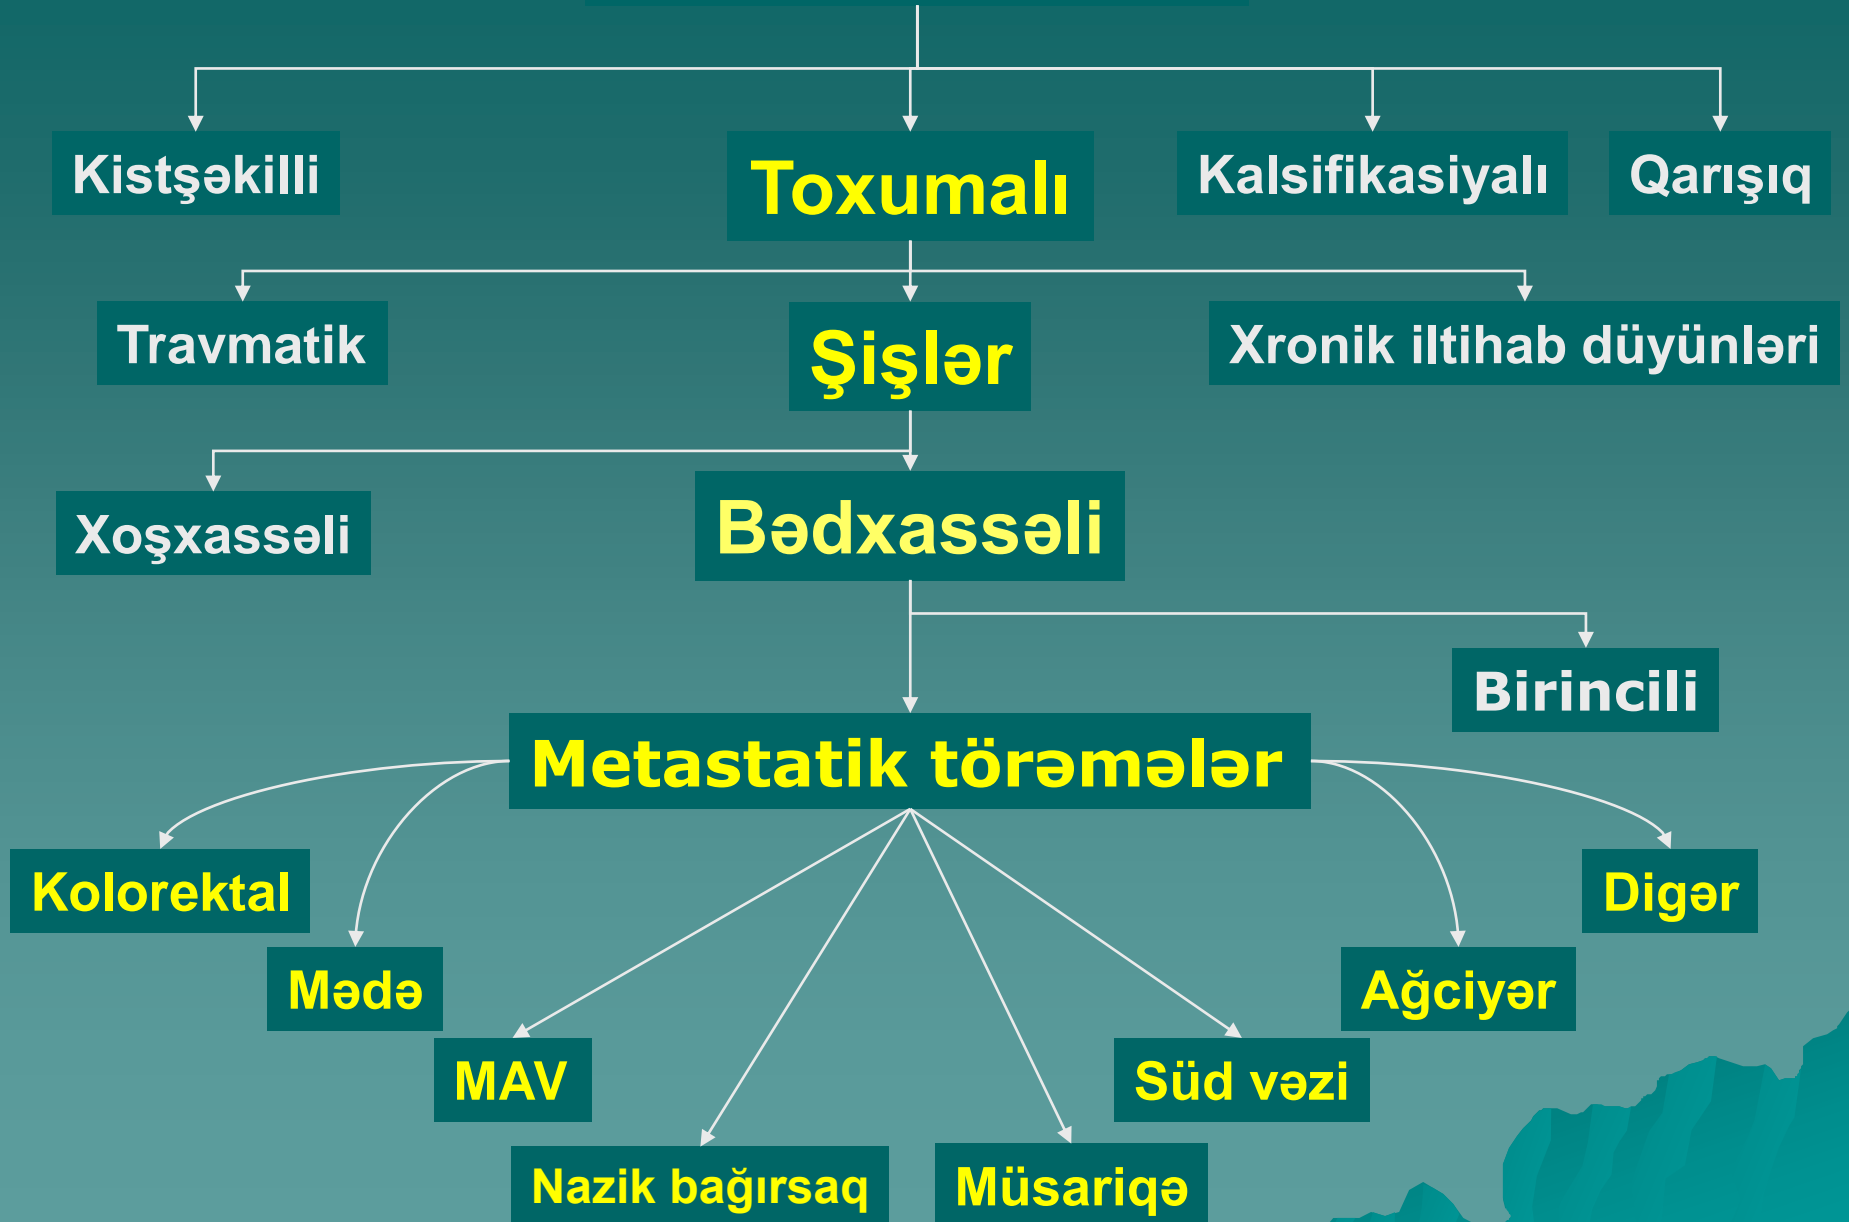 Kistşəkilli
Toxumalı
Kalsifikasiyalı
Qarışıq
Travmatik
Şişlər
Xronik iltihab düyünləri
Xoşxassəli
Bədxassəli
Birincili
Metastatik törəmələr
Kolorektal
Digər
Mədə
Ağciyər
MAV
Süd vəzi
Nazik bağırsaq
Müsariqə